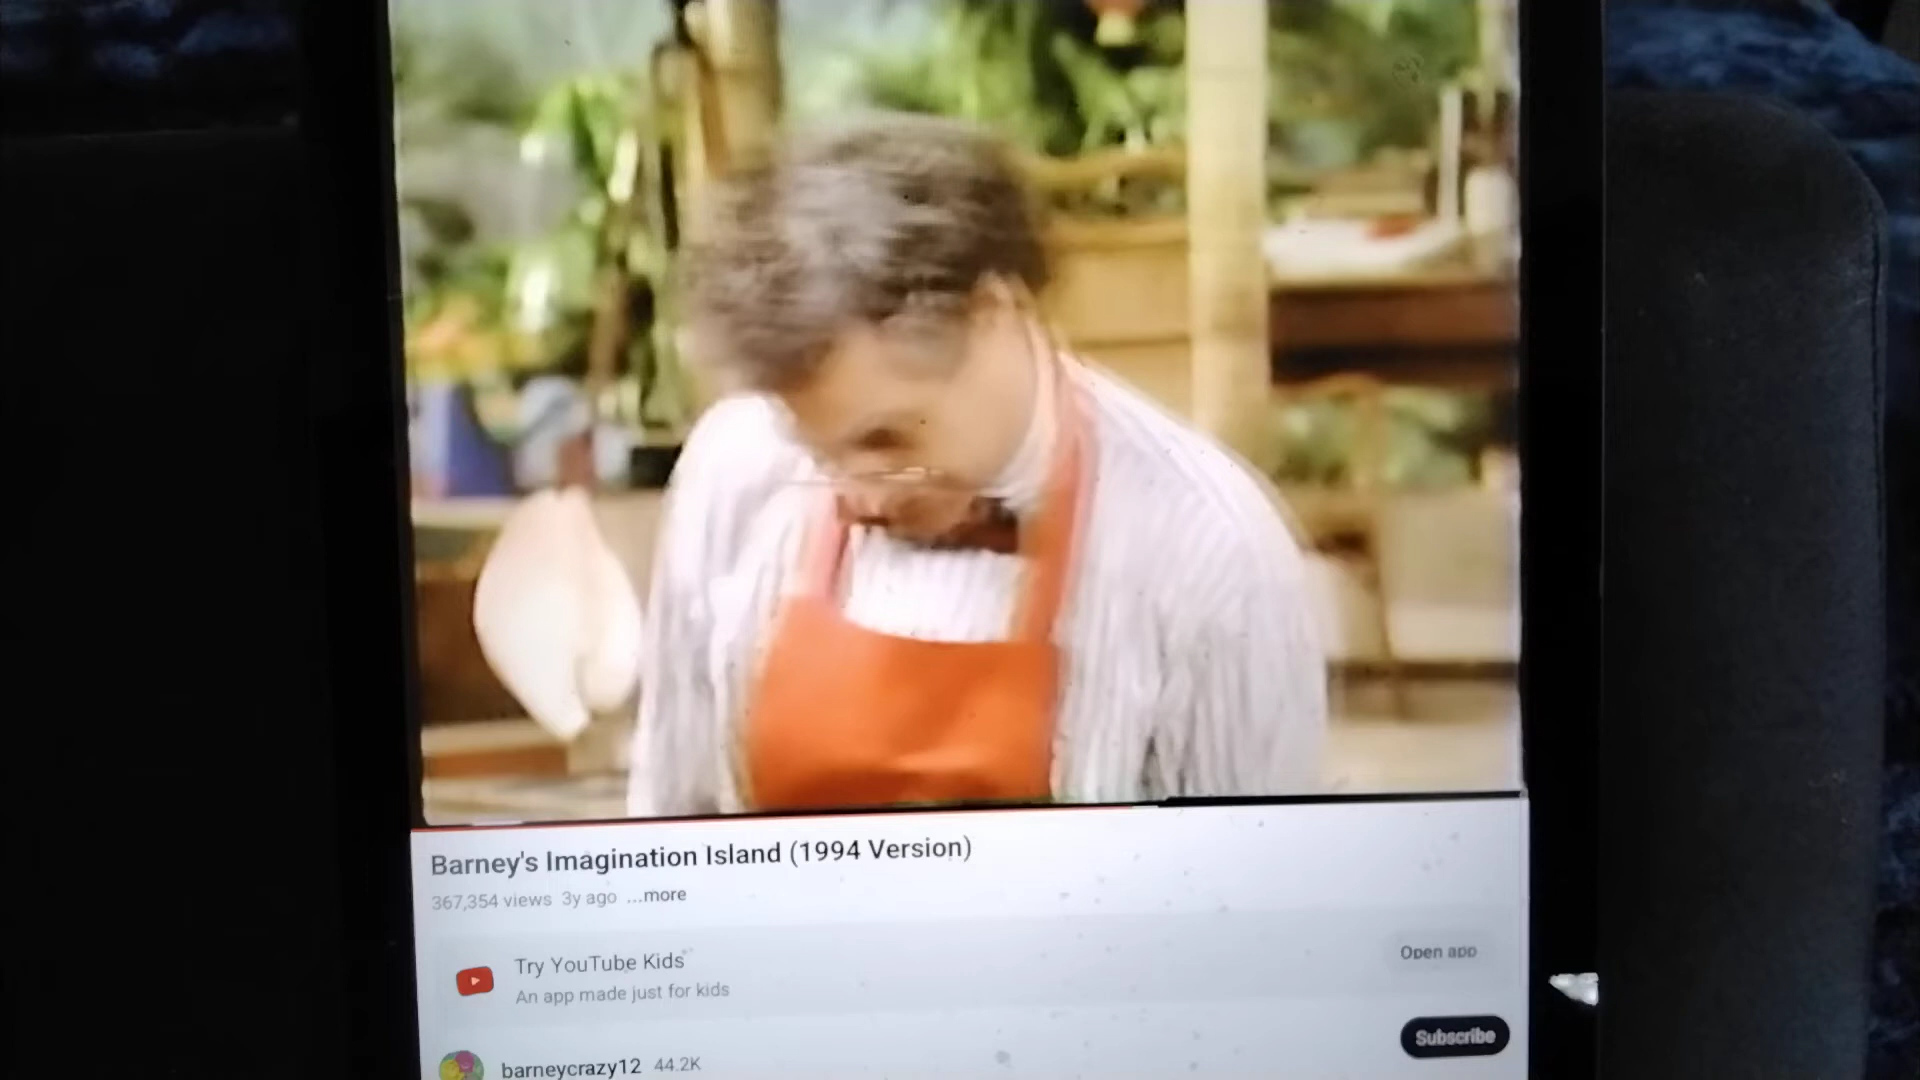 Barney's Imagination Island (1994 Version)
367,354 views 3y ago ...more
Try YouTube Kids
Open app
An app made just for kids
Subscribe
barneycrazy12 44.2K